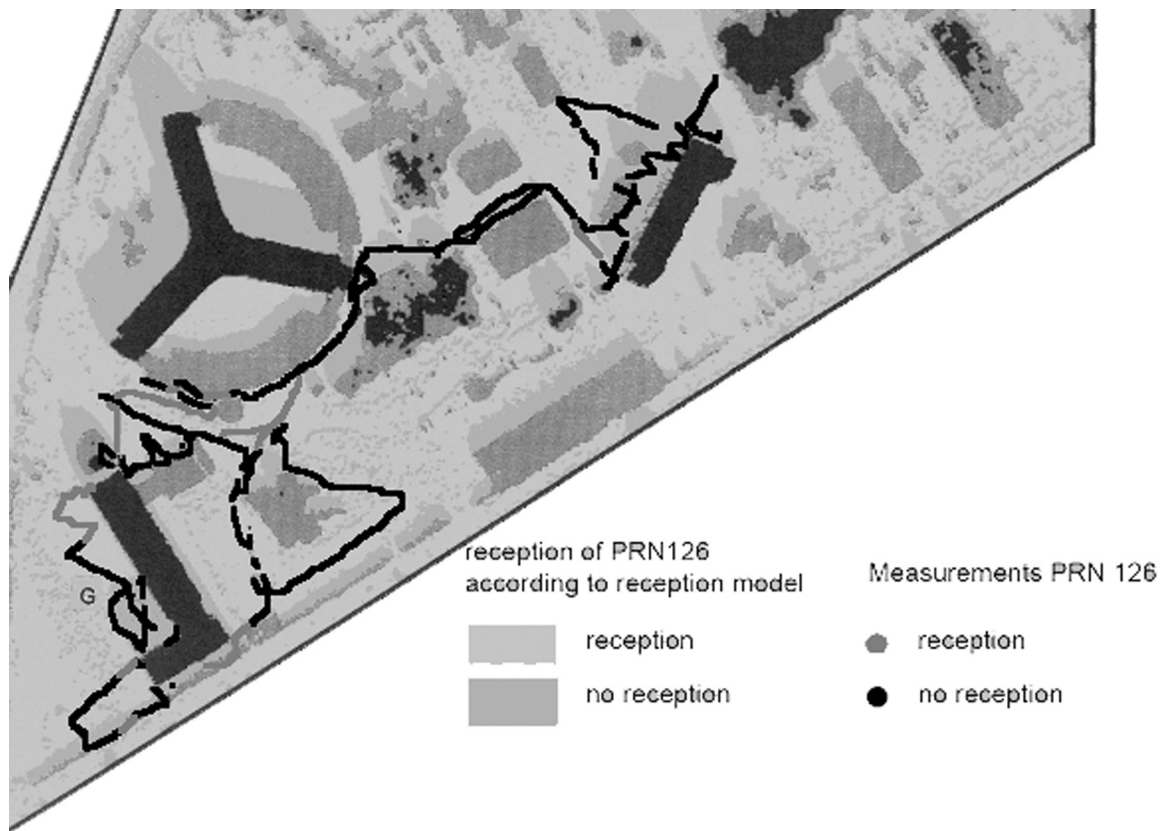 G
reception of PRN126
according to reception model
reception
no reception
Measurements PRN 126
reception
no reception